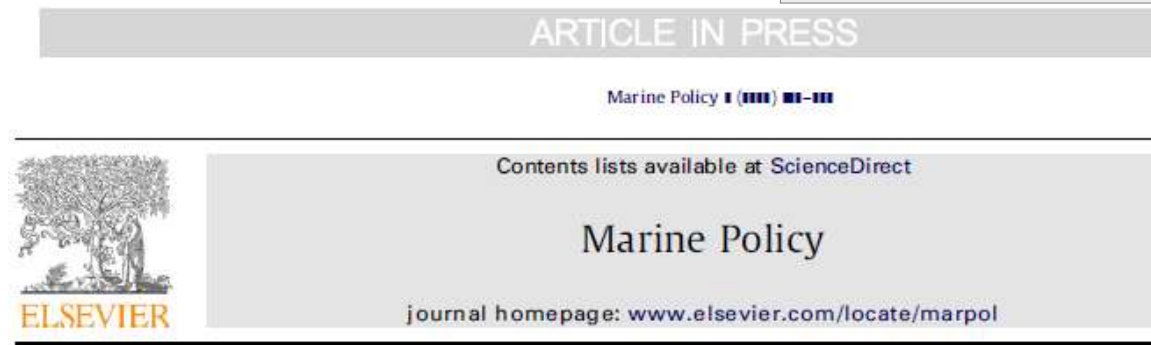 ARTICLE IN PRESS
Marine Policy ▮ (▮▮▮▮) ▮▮▮–▮▮▮
Contents lists available at ScienceDirect
Marine Policy
journal homepage: www.elsevier.com/locate/marpol
ELSEVIER